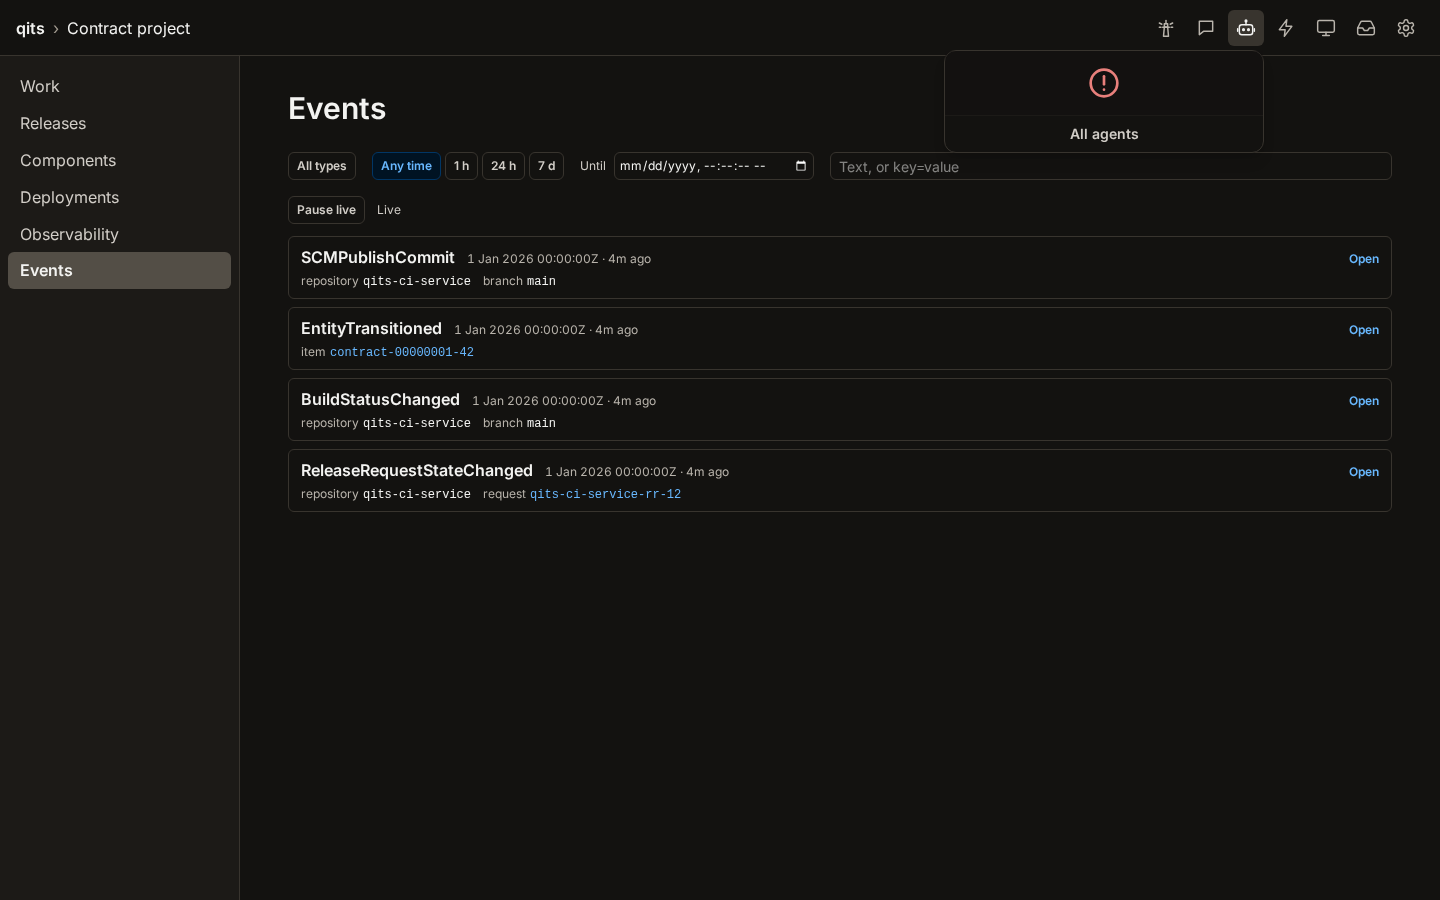 qits › Contract project
Work
Releases
Components
Deployments
Observability
Events
All agents
Events
All types Any time 1 h 24 h 7 d Until mm/dd/yyyy, --:--:-- -- Text, or key=value
Pause live Live
SCMPublishCommit 1 Jan 2026 00:00:00Z · 4m ago Open
repository qits-ci-service branch main
EntityTransitioned 1 Jan 2026 00:00:00Z · 4m ago Open
item contract-00000001-42
BuildStatusChanged 1 Jan 2026 00:00:00Z · 4m ago Open
repository qits-ci-service branch main
ReleaseRequestStateChanged 1 Jan 2026 00:00:00Z · 4m ago Open
repository qits-ci-service request qits-ci-service-rr-12